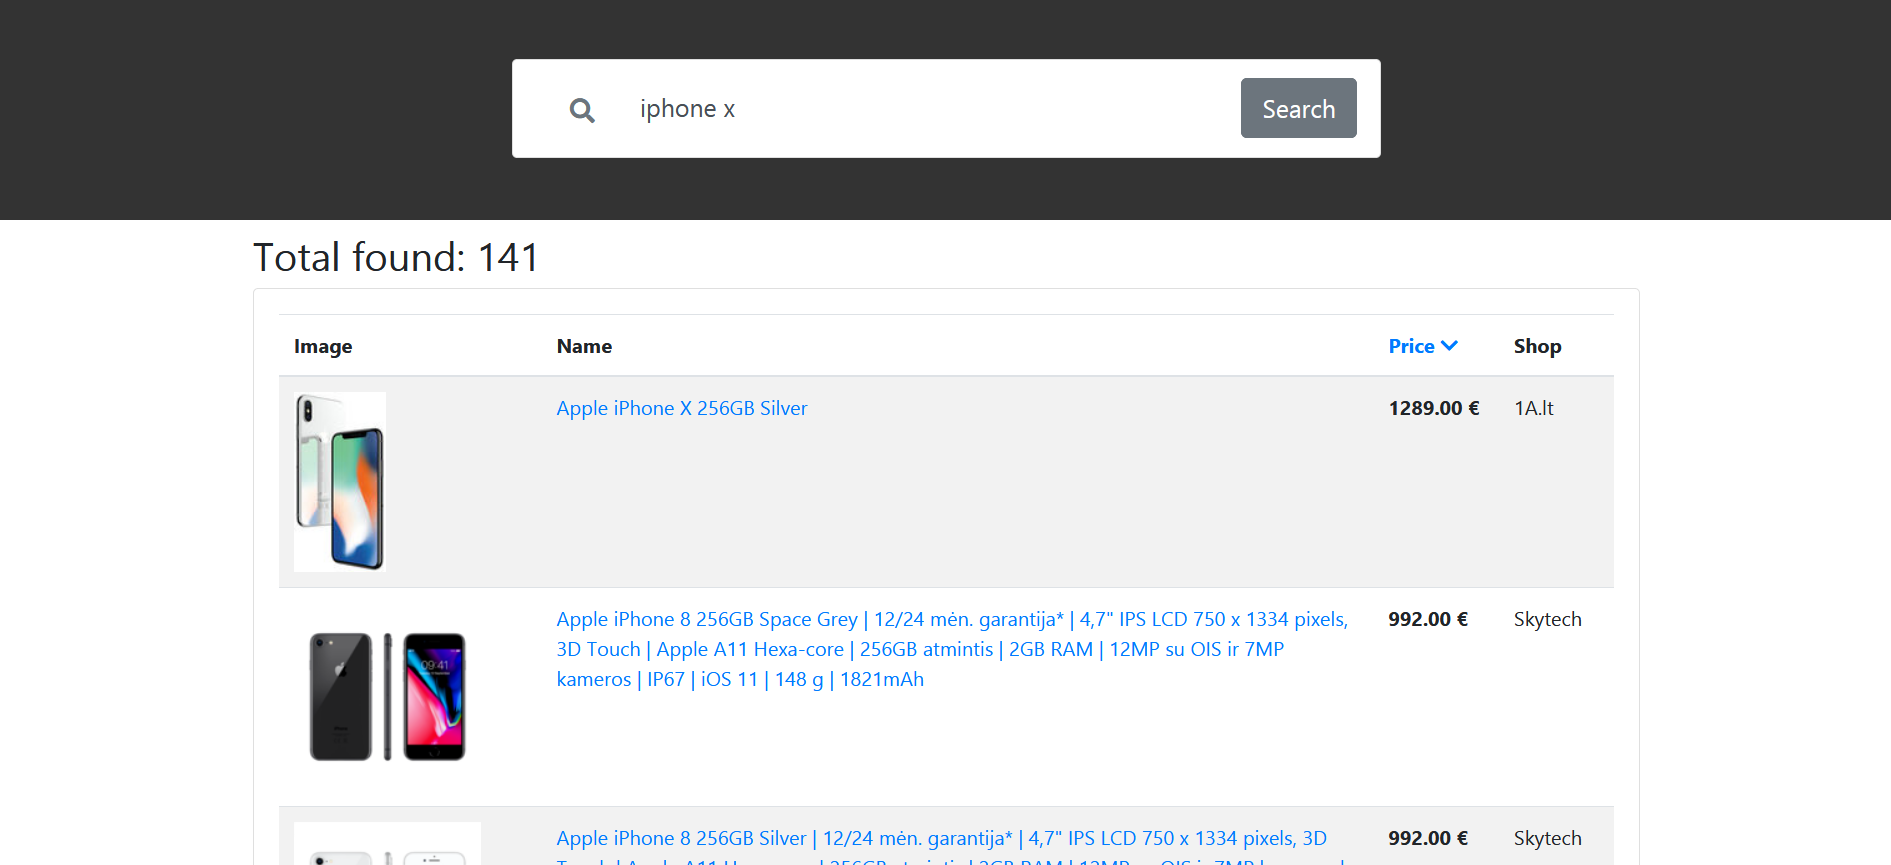 iphone x
Search
Total found: 141
Image Name Price Shop
Apple iPhone X 256GB Silver 1289.00 € 1A.lt
Apple iPhone 8 256GB Space Grey | 12/24 mėn. garantija* | 4,7" IPS LCD 750 x 1334 pixels, 992.00 € Skytech
3D Touch | Apple A11 Hexa-core | 256GB atmintis | 2GB RAM | 12MP su OIS ir 7MP
kameros | IP67 | iOS 11 | 148 g | 1821mAh
09:41
Apple iPhone 8 256GB Silver | 12/24 mėn. garantija* | 4,7" IPS LCD 750 x 1334 pixels, 3D 992.00 € Skytech